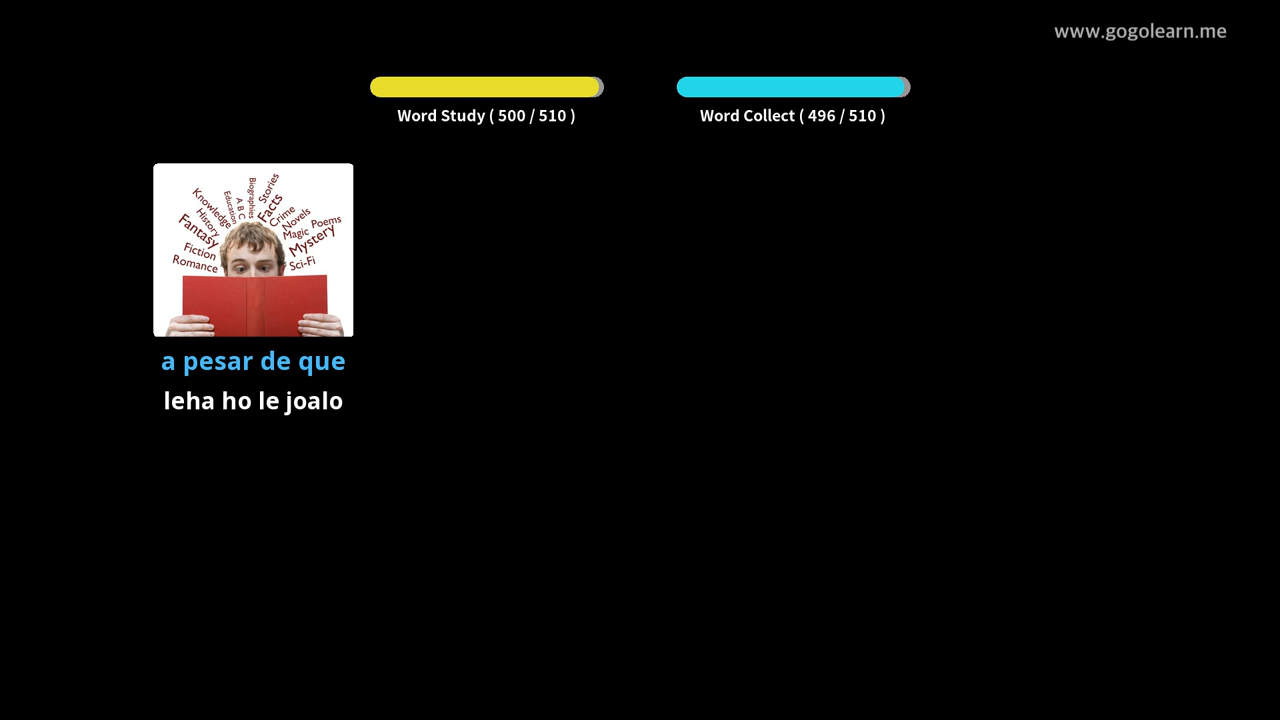 www.gogolearn.me
Word Study ( 500 / 510 )
Word Collect ( 496 / 510 )
Knowledge
History
Fantasy
Fiction
Romance
Education
A B C
Biographies
Stories
Facts
Crime
Novels
Magic
Poems
Mystery
Sci-Fi
a pesar de que
leha ho le joalo